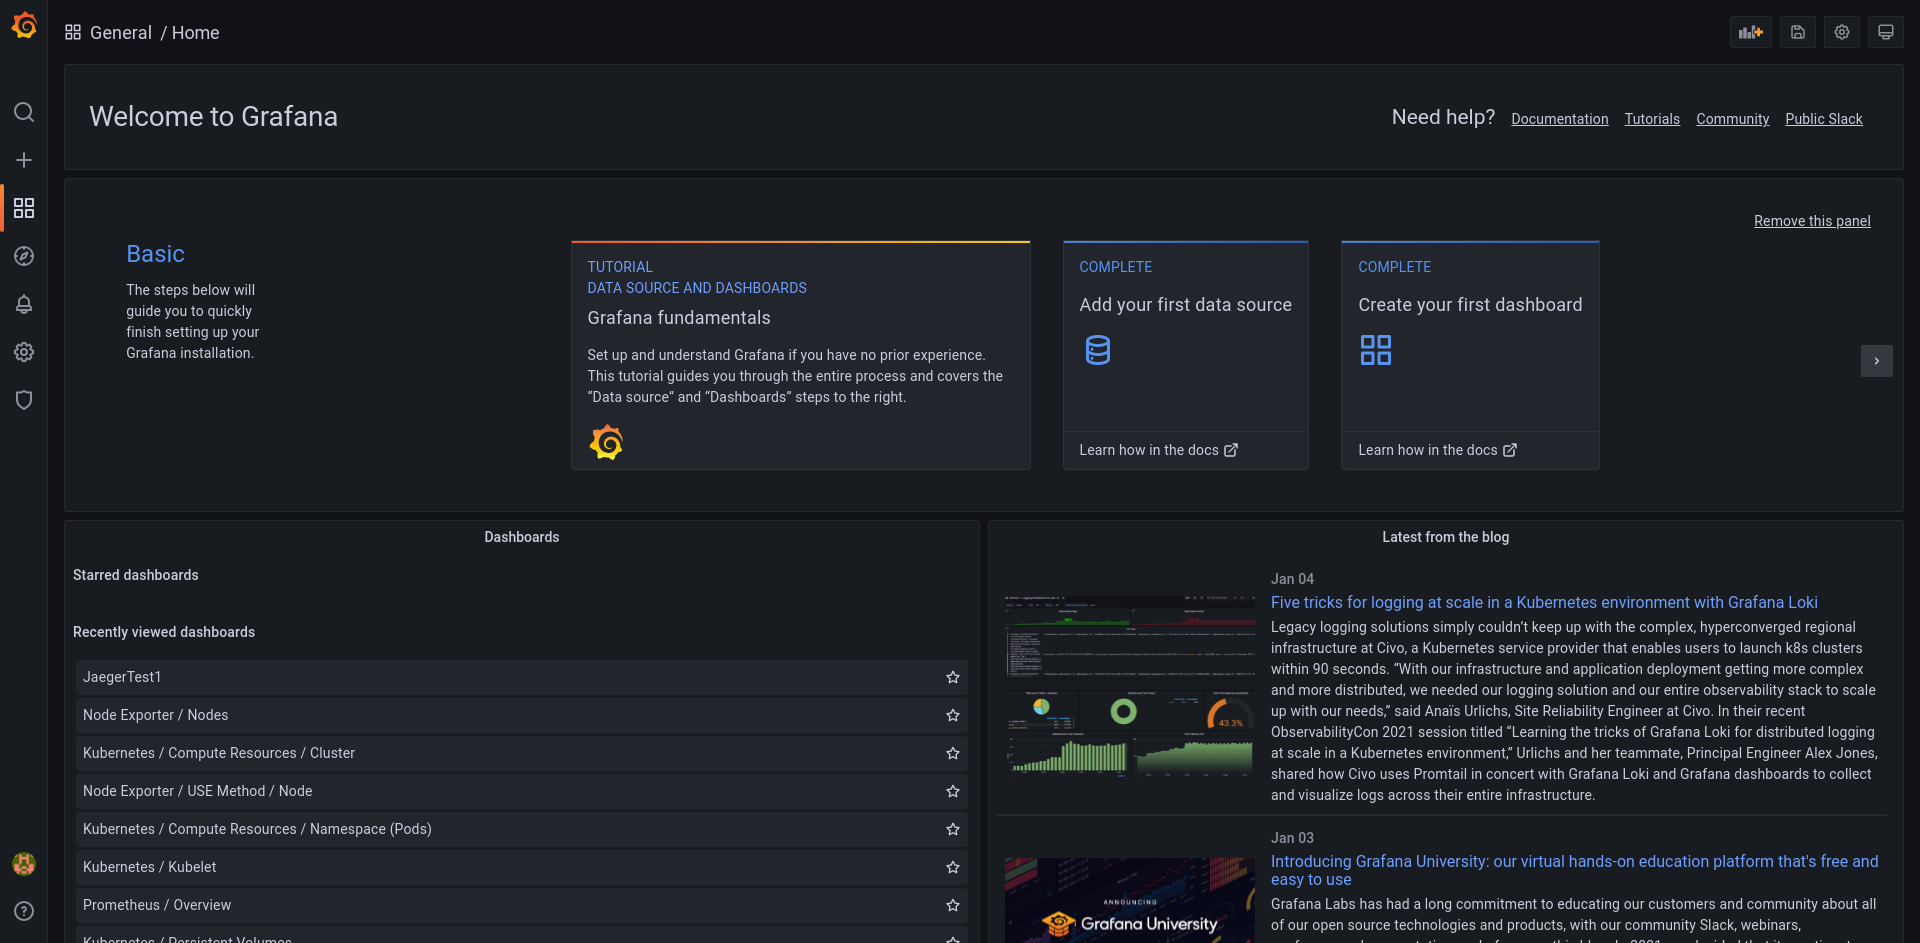 General / Home
Welcome to Grafana
Need help? Documentation Tutorials Community Public Slack
Remove this panel
Basic
The steps below will
guide you to quickly
finish setting up your
Grafana installation.
TUTORIAL
DATA SOURCE AND DASHBOARDS
Grafana fundamentals
Set up and understand Grafana if you have no prior experience.
This tutorial guides you through the entire process and covers the
“Data source” and “Dashboards” steps to the right.
COMPLETE
Add your first data source
Learn how in the docs
COMPLETE
Create your first dashboard
Learn how in the docs
Dashboards
Starred dashboards
Recently viewed dashboards
JaegerTest1
Node Exporter / Nodes
Kubernetes / Compute Resources / Cluster
Node Exporter / USE Method / Node
Kubernetes / Compute Resources / Namespace (Pods)
Kubernetes / Kubelet
Prometheus / Overview
Kubernetes / Persistent Volumes
Latest from the blog
Jan 04
Five tricks for logging at scale in a Kubernetes environment with Grafana Loki
Legacy logging solutions simply couldn’t keep up with the complex, hyperconverged regional
infrastructure at Civo, a Kubernetes service provider that enables users to launch k8s clusters
within 90 seconds. “With our infrastructure and application deployment getting more complex
and more distributed, we needed our logging solution and our entire observability stack to scale
up with our needs,” said Anaïs Urlichs, Site Reliability Engineer at Civo. In their recent
ObservabilityCon 2021 session titled “Learning the tricks of Grafana Loki for distributed logging
at scale in a Kubernetes environment,” Urlichs and her teammate, Principal Engineer Alex Jones,
shared how Civo uses Promtail in concert with Grafana Loki and Grafana dashboards to collect
and visualize logs across their entire infrastructure.
43.3%
Jan 03
Introducing Grafana University: our virtual hands-on education platform that's free and
easy to use
Grafana Labs has had a long commitment to educating our customers and community about all
of our open source technologies and products, with our community Slack, webinars,
ANNOUNCING
Grafana University